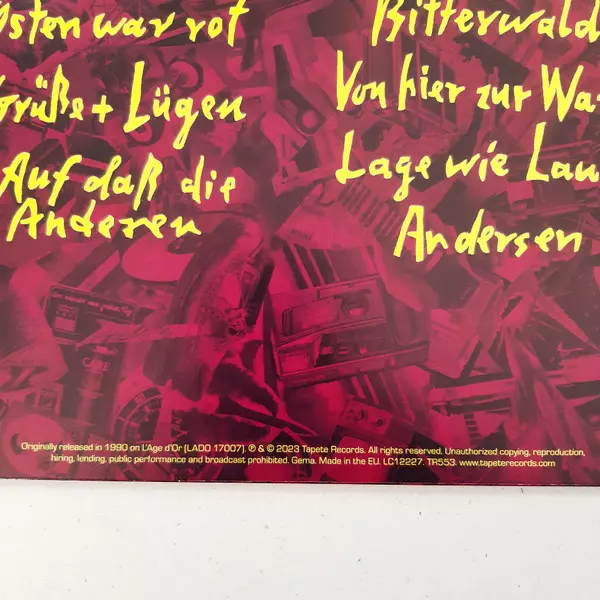 Osten war rot
Grüße + Lügen
Auf daß die
Anderen
Bitterwald
Von hier zur Wa
Lage wie Lau
Andersen
Originally released in 1990 on L'Age d'Or (LADO 17007). ℗ & © 2023 Tapete Records. All rights reserved. Unauthorized copying, reproduction,
hiring, lending, public performance and broadcast prohibited. Gema. Made in the EU. LC12227. TR553. www.tapeterecords.com